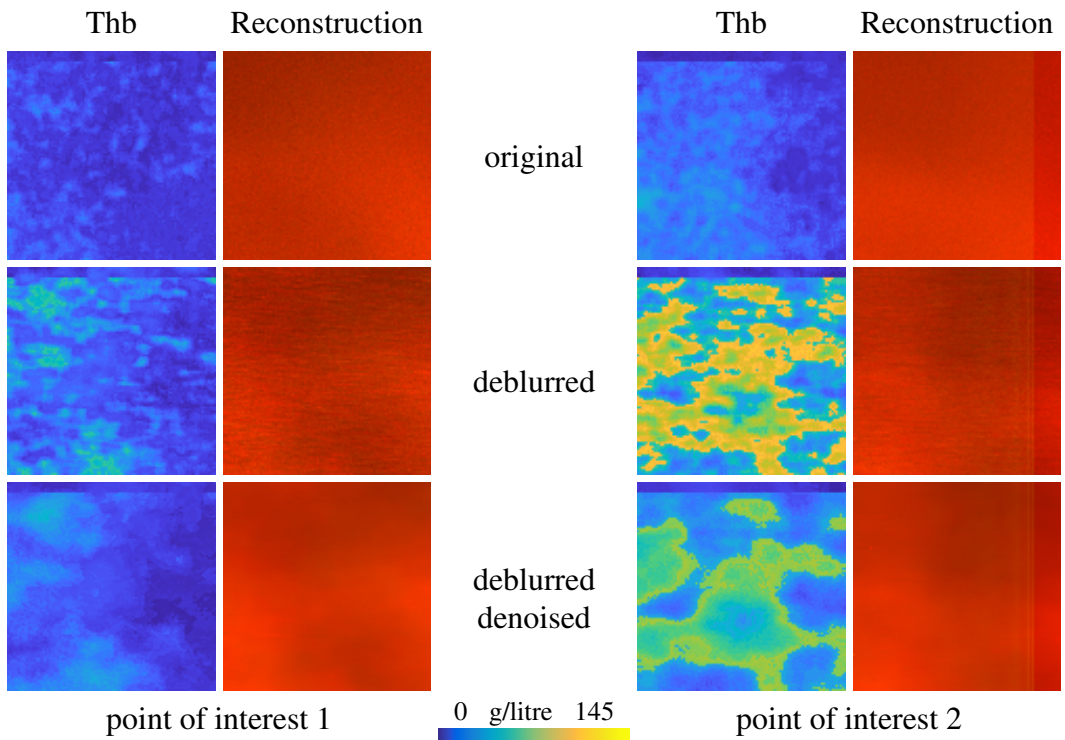 Thb Reconstruction Thb Reconstruction
original
deblurred
deblurred
denoised
0 g/litre 145
point of interest 1 point of interest 2